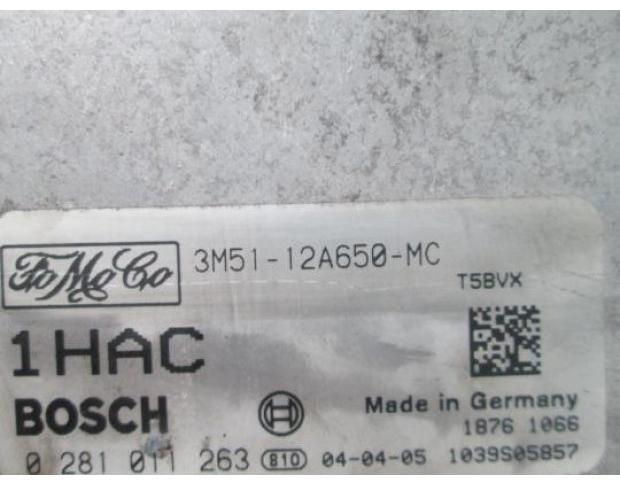 FoMoCo 3M51-12A650-MC
T5BVX
1HAC
BOSCH Made in Germany
1876 1066
0 281 011 263 810 04-04-05 1039S05857